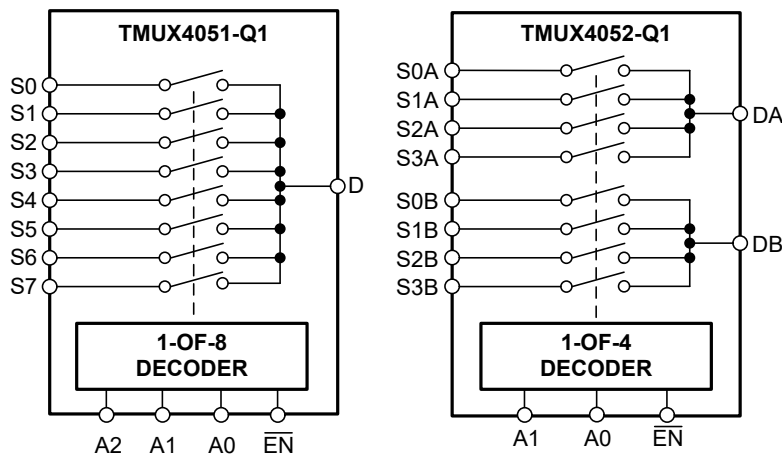 TMUX4051-Q1
S0
S1
S2
S3
S4
S5
S6
S7
D
1-OF-8
DECODER
A2 A1 A0 EN
TMUX4052-Q1
S0A
S1A
S2A
S3A
S0B
S1B
S2B
S3B
DA
DB
1-OF-4
DECODER
A1 A0 EN